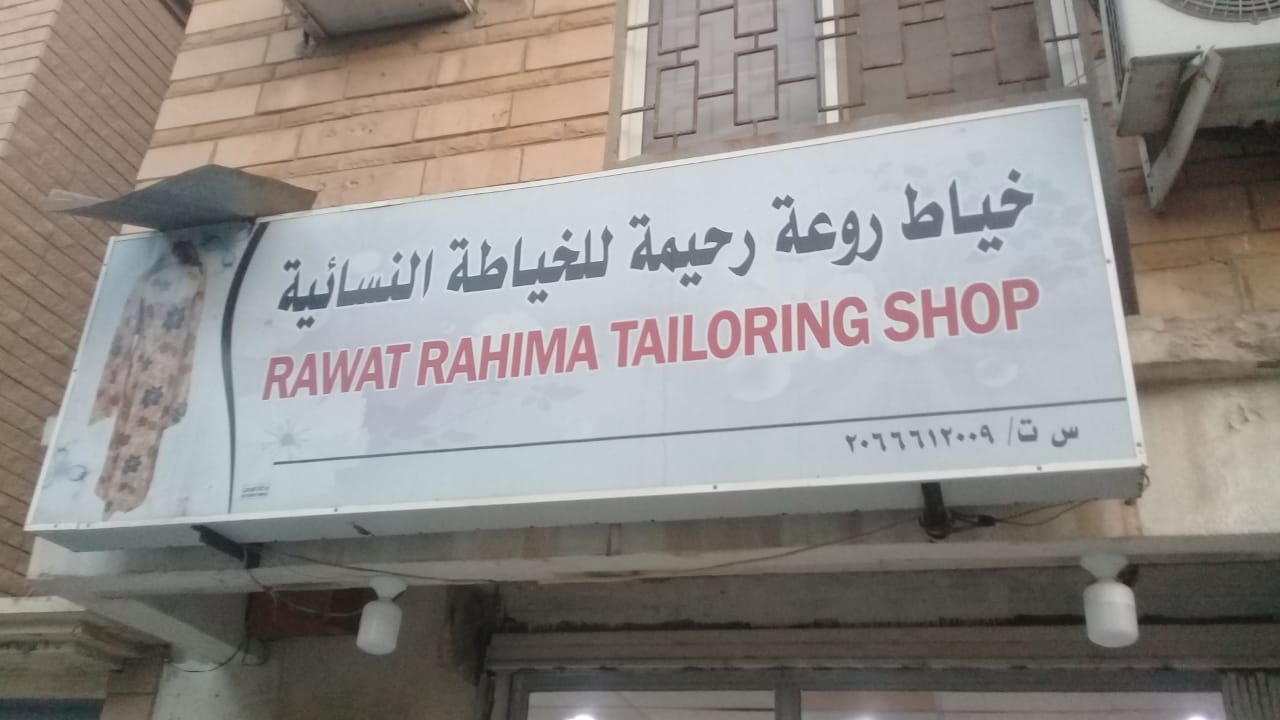 خياط روعة رحيمة للخياطة النسائية
RAWAT RAHIMA TAILORING SHOP
س ت/ ٢٠٦٦٦١٢٠٠٩